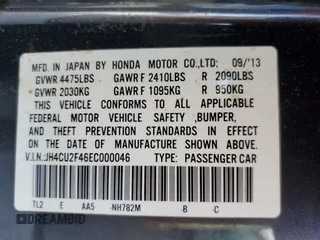 MFD. IN JAPAN BY HONDA MOTOR CO.,LTD. 09/'13
GVWR 4475LBS GAWR F 2410LBS R 2090LBS
GVWR 2030KG GAWR F 1095KG R 950KG
THIS VEHICLE CONFORMS TO ALL APPLICABLE
FEDERAL MOTOR VEHICLE SAFETY ,BUMPER,
AND THEFT PREVENTION STANDARDS IN EFFECT
ON THE DATE OF MANUFACTURE SHOWN ABOVE.
V.I.N:JH4CU2F46EC000046 TYPE: PASSENGER CAR
TL2 E AA5 -NH782M -B -C
DREAMBID